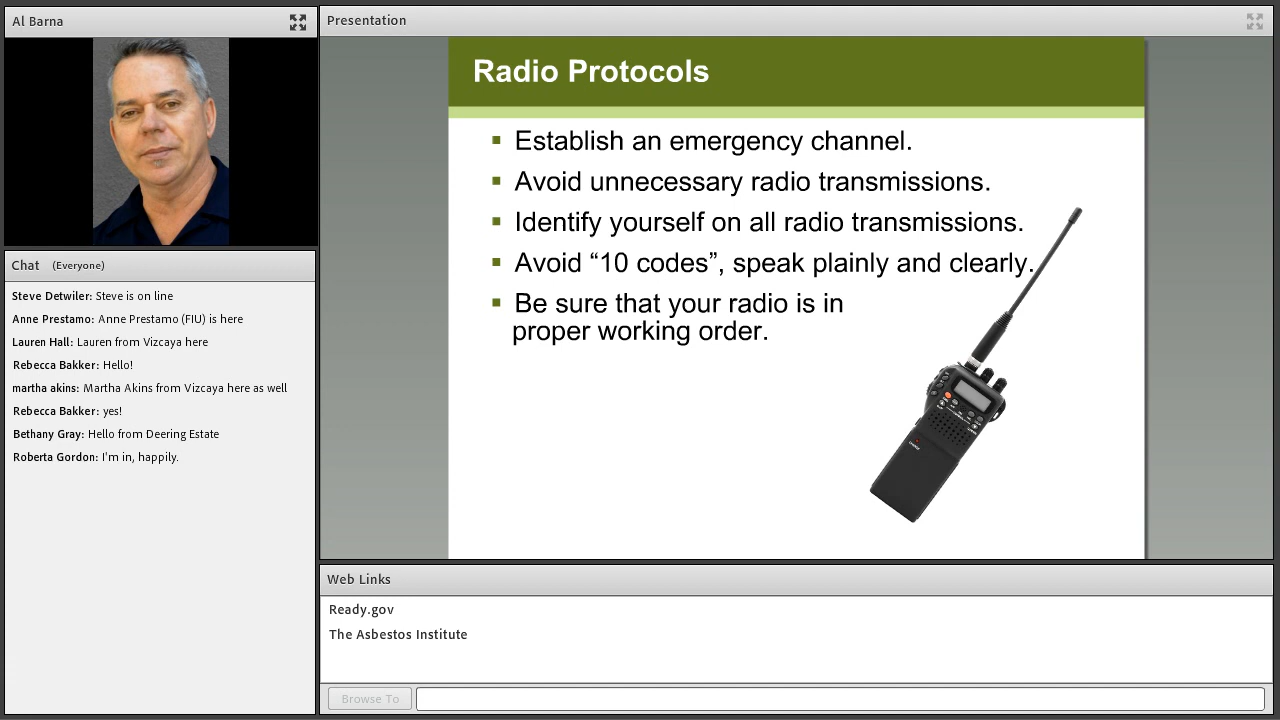 Al Barna
Chat (Everyone)
Steve Detwiler: Steve is on line
Anne Prestamo: Anne Prestamo (FIU) is here
Lauren Hall: Lauren from Vizcaya here
Rebecca Bakker: Hello!
martha akins: Martha Akins from Vizcaya here as well
Rebecca Bakker: yes!
Bethany Gray: Hello from Deering Estate
Roberta Gordon: I'm in, happily.
Presentation
Radio Protocols
▪ Establish an emergency channel.
▪ Avoid unnecessary radio transmissions.
▪ Identify yourself on all radio transmissions.
▪ Avoid “10 codes”, speak plainly and clearly.
▪ Be sure that your radio is in
proper working order.
Web Links
Ready.gov
The Asbestos Institute
Browse To